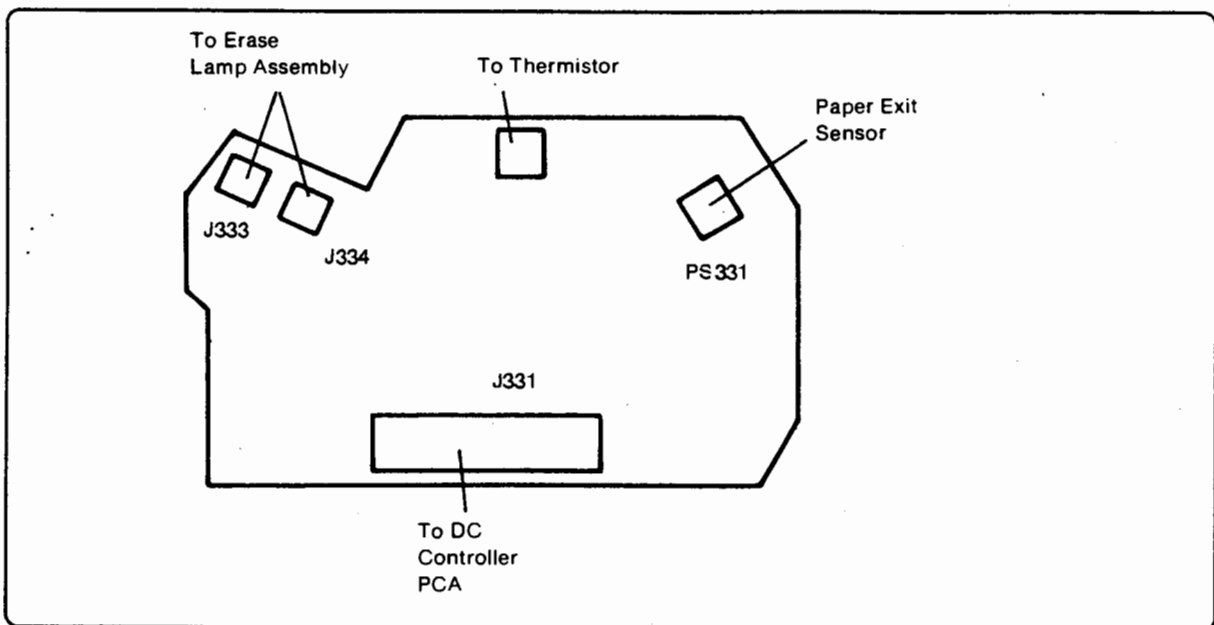 To Erase
Lamp Assembly
To Thermistor
Paper Exit
Sensor
J333
J334
PS331
J331
To DC
Controller
PCA